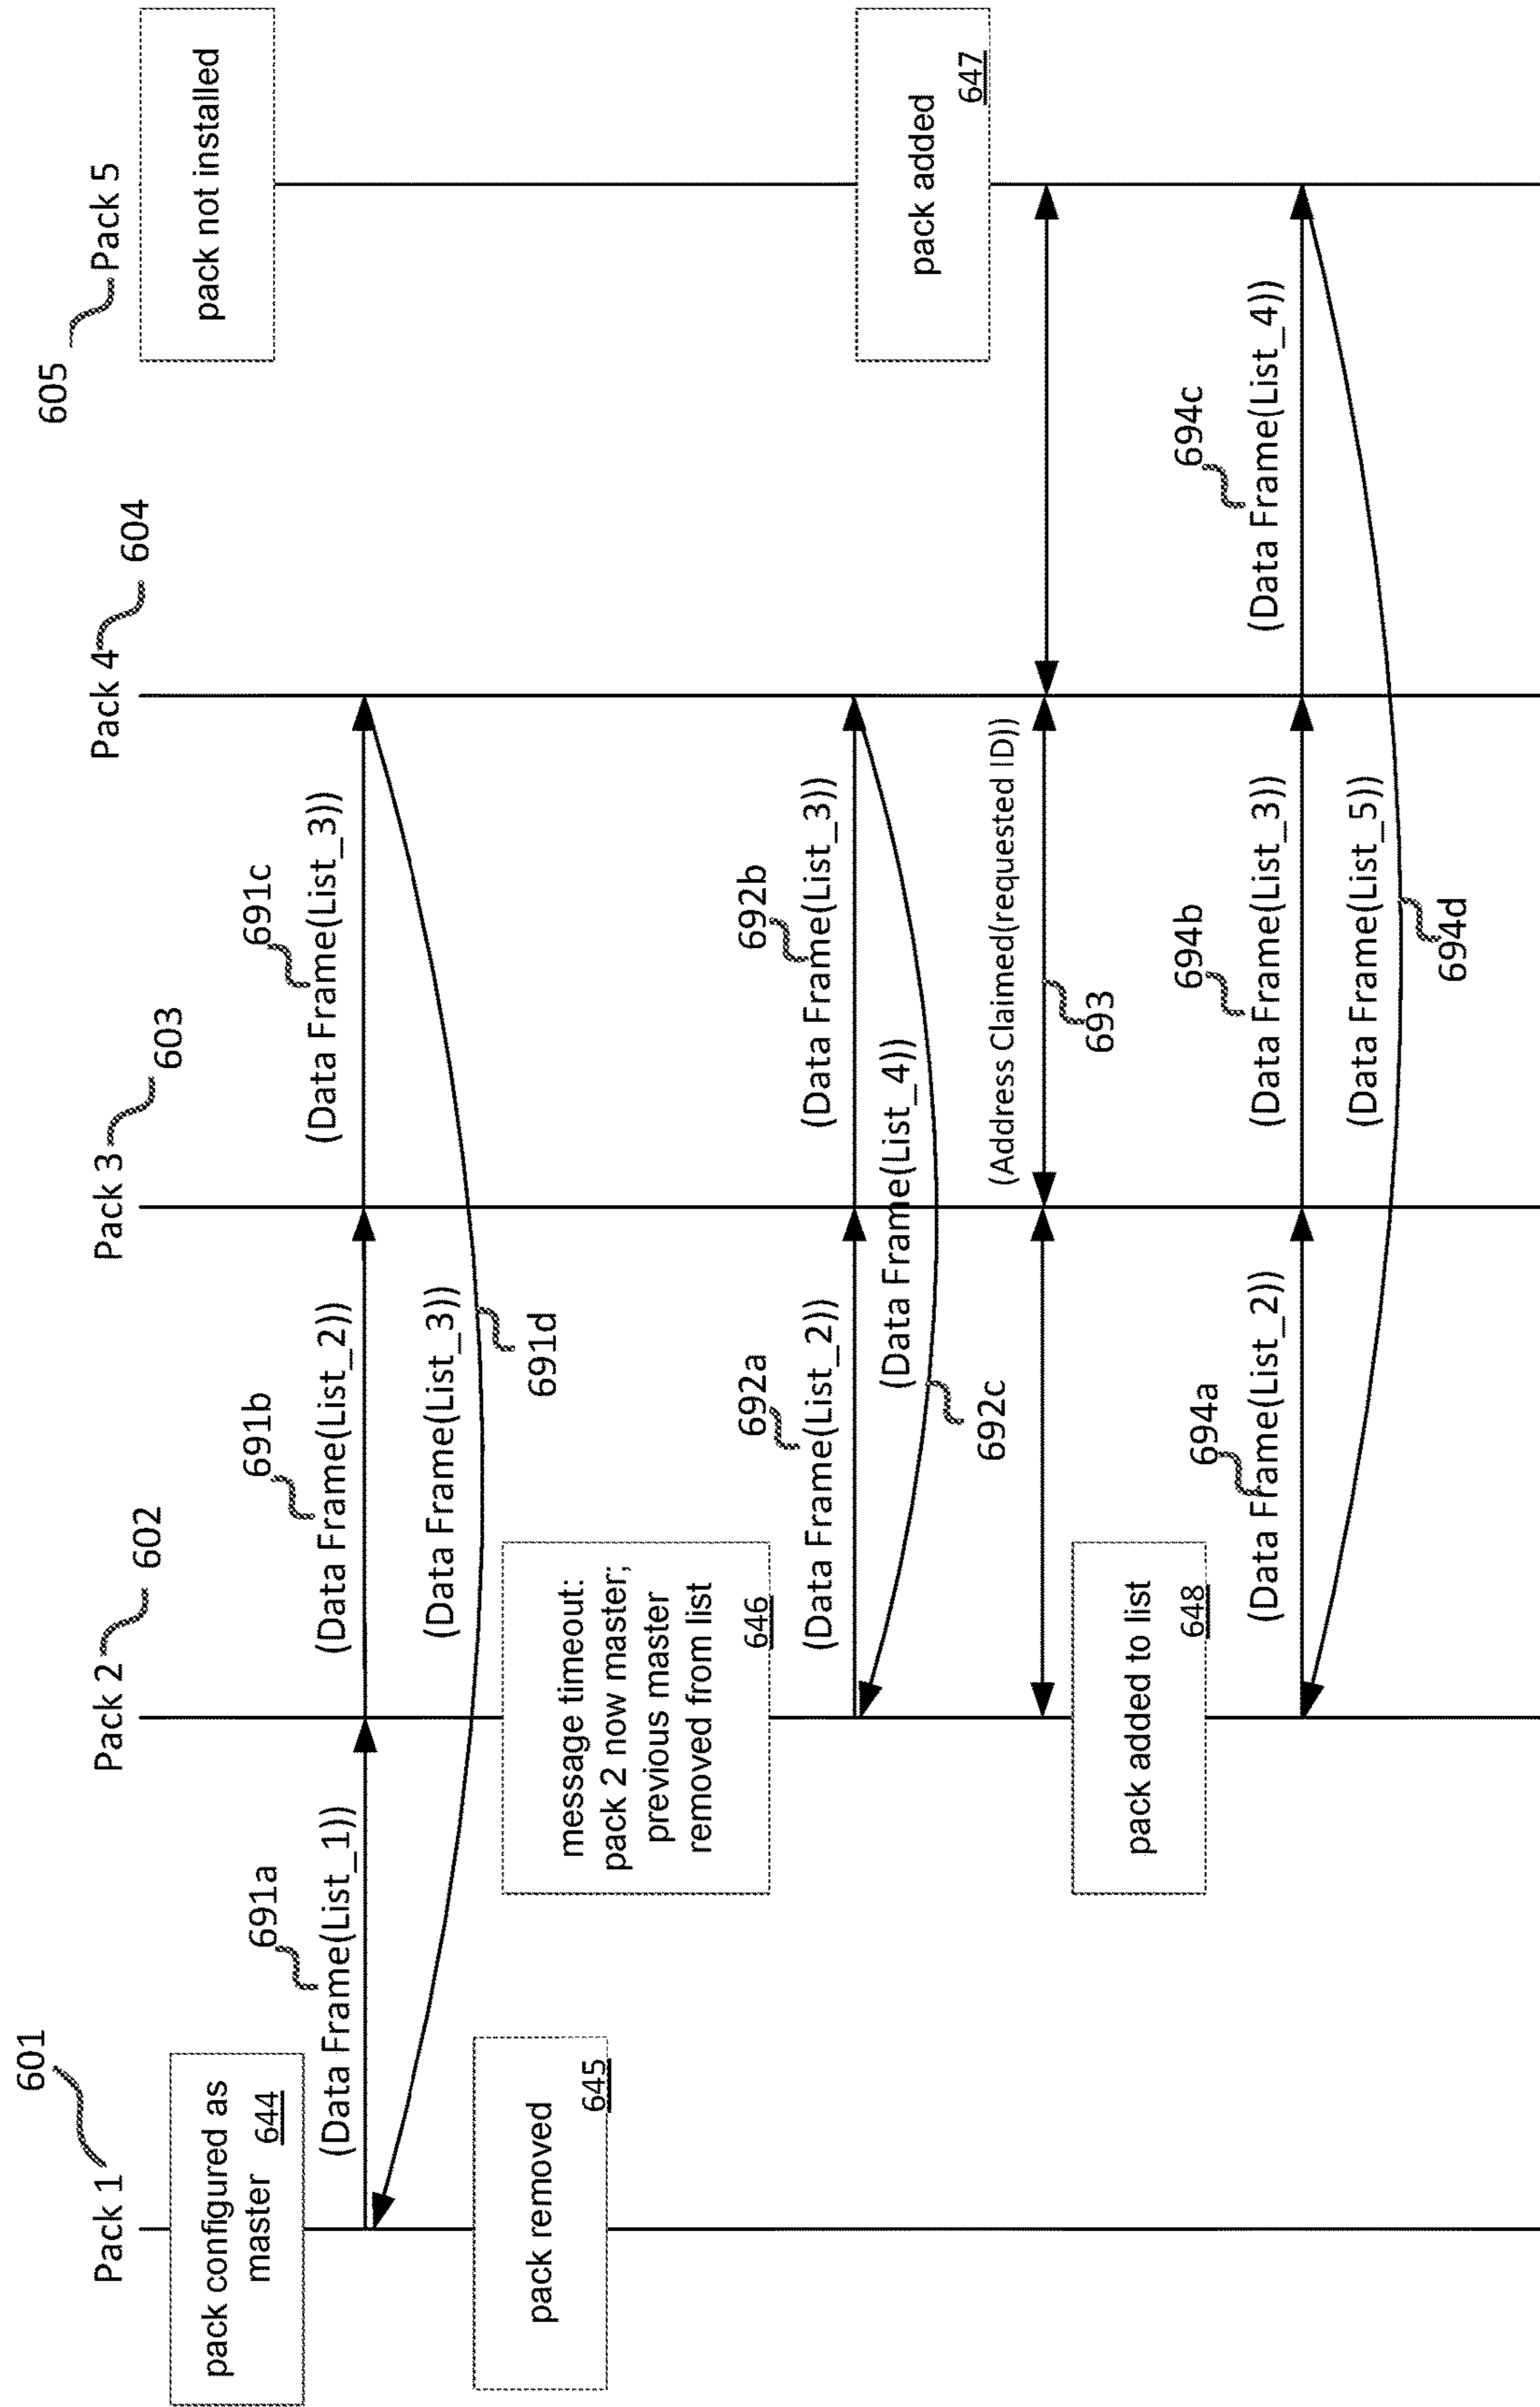 601
Pack 1
602
Pack 2
603
Pack 3
604
Pack 4
605
Pack 5
pack configured as
master 644
pack not installed
691a
(Data Frame(List_1))
691b
(Data Frame(List_2))
691c
(Data Frame(List_3))
(Data Frame(List_3))
691d
pack removed
645
message timeout:
pack 2 now master;
previous master
removed from list
646
692a
(Data Frame(List_2))
692b
(Data Frame(List_3))
(Data Frame(List_4))
692c
pack added
647
(Address Claimed(requested ID))
693
pack added to list
648
694a
(Data Frame(List_2))
694b
(Data Frame(List_3))
694c
(Data Frame(List_4))
(Data Frame(List_5))
694d